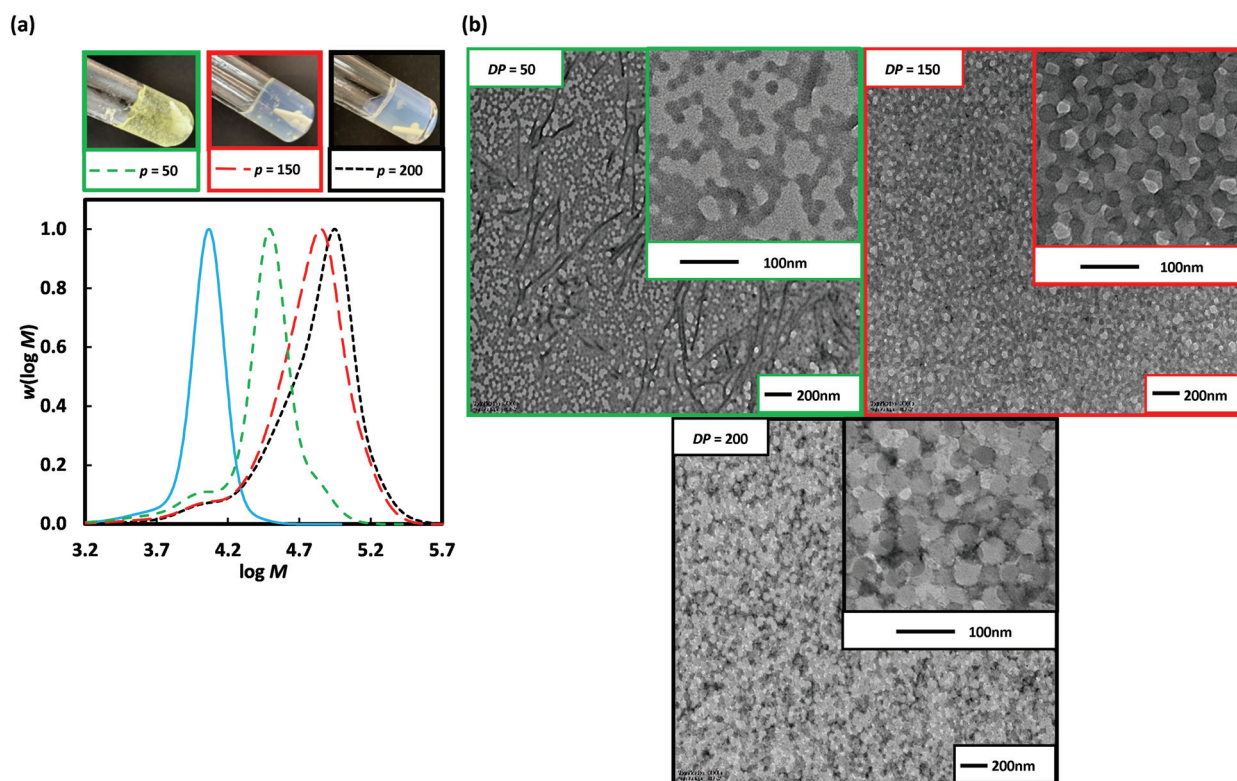 (a)
p = 50
p = 150
p = 200
1.0
0.8
0.6
0.4
0.2
0.0
w(log M)
3.2 3.7 4.2 4.7 5.2 5.7
log M
(b)
DP = 50
100nm
200nm
DP = 150
100nm
200nm
DP = 200
100nm
200nm